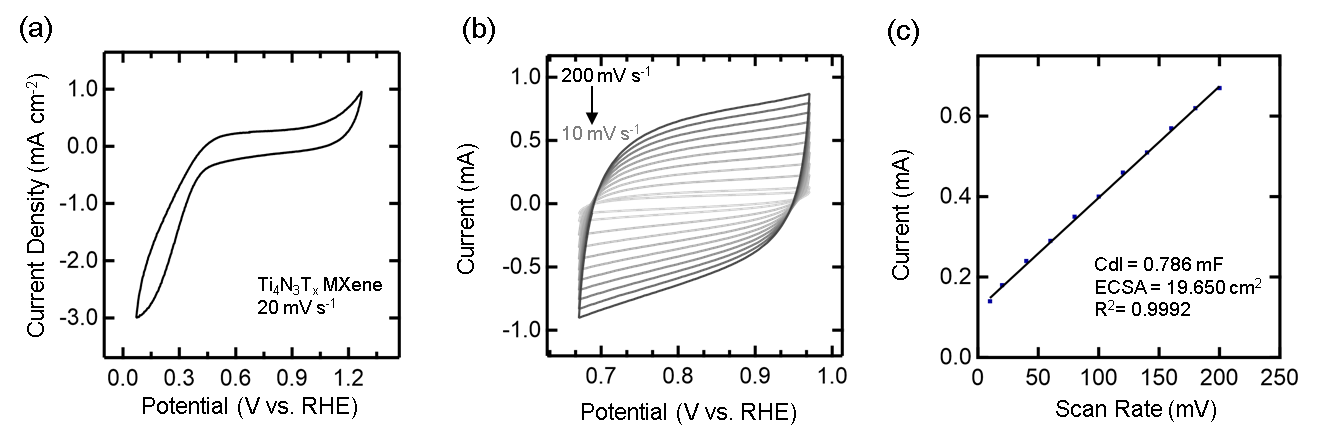 (a)
Current Density (mA cm-2)
1.0
0.0
-1.0
-2.0
-3.0
Ti4N3Tx MXene
20 mV s-1
0.0 0.3 0.6 0.9 1.2
Potential (V vs. RHE)
(b)
Current (mA)
1.0
0.5
0.0
-0.5
-1.0
200 mV s-1
10 mV s-1
0.7 0.8 0.9 1.0
Potential (V vs. RHE)
(c)
Current (mA)
0.6
0.4
0.2
0.0
Cdl = 0.786 mF
ECSA = 19.650 cm2
R2= 0.9992
0 50 100 150 200 250
Scan Rate (mV)